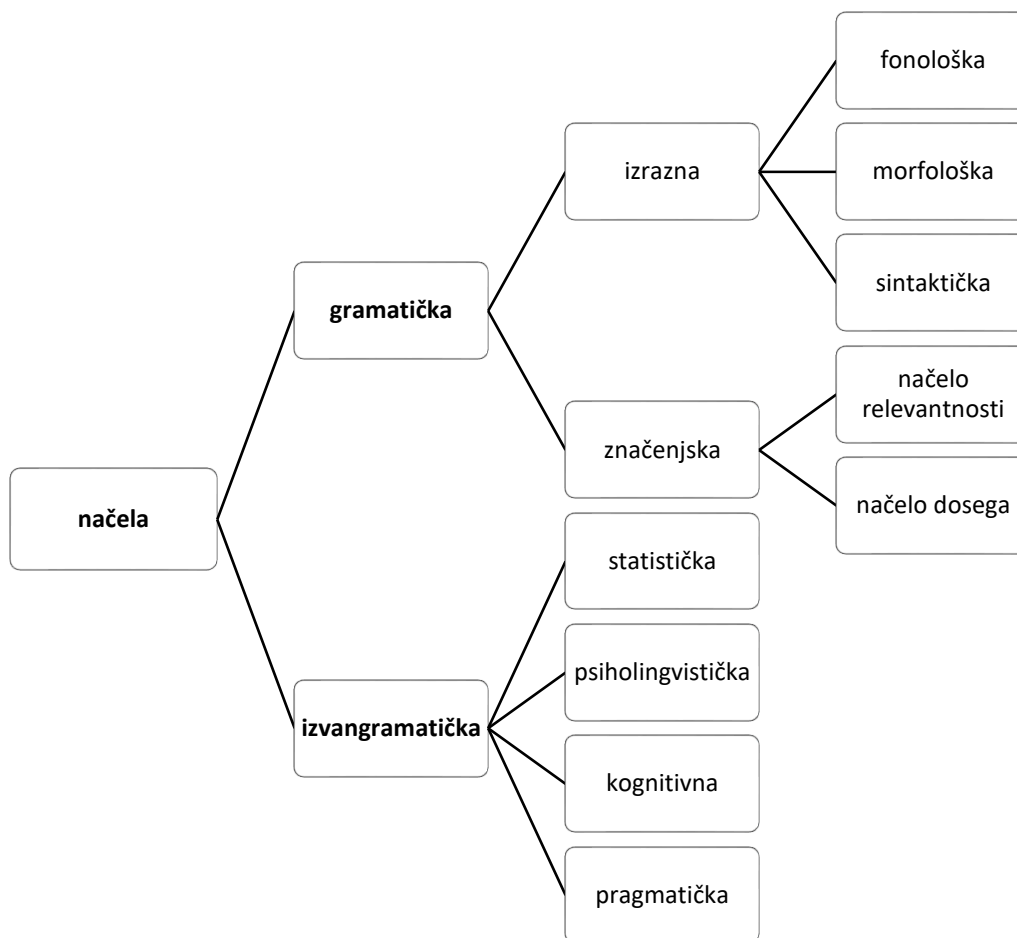 načela
gramatička
izrazna
fonološka
morfološka
sintaktička
značenjska
načelo
relevantnosti
načelo dosega
izvangramatička
statistička
psiholingvistička
kognitivna
pragmatička